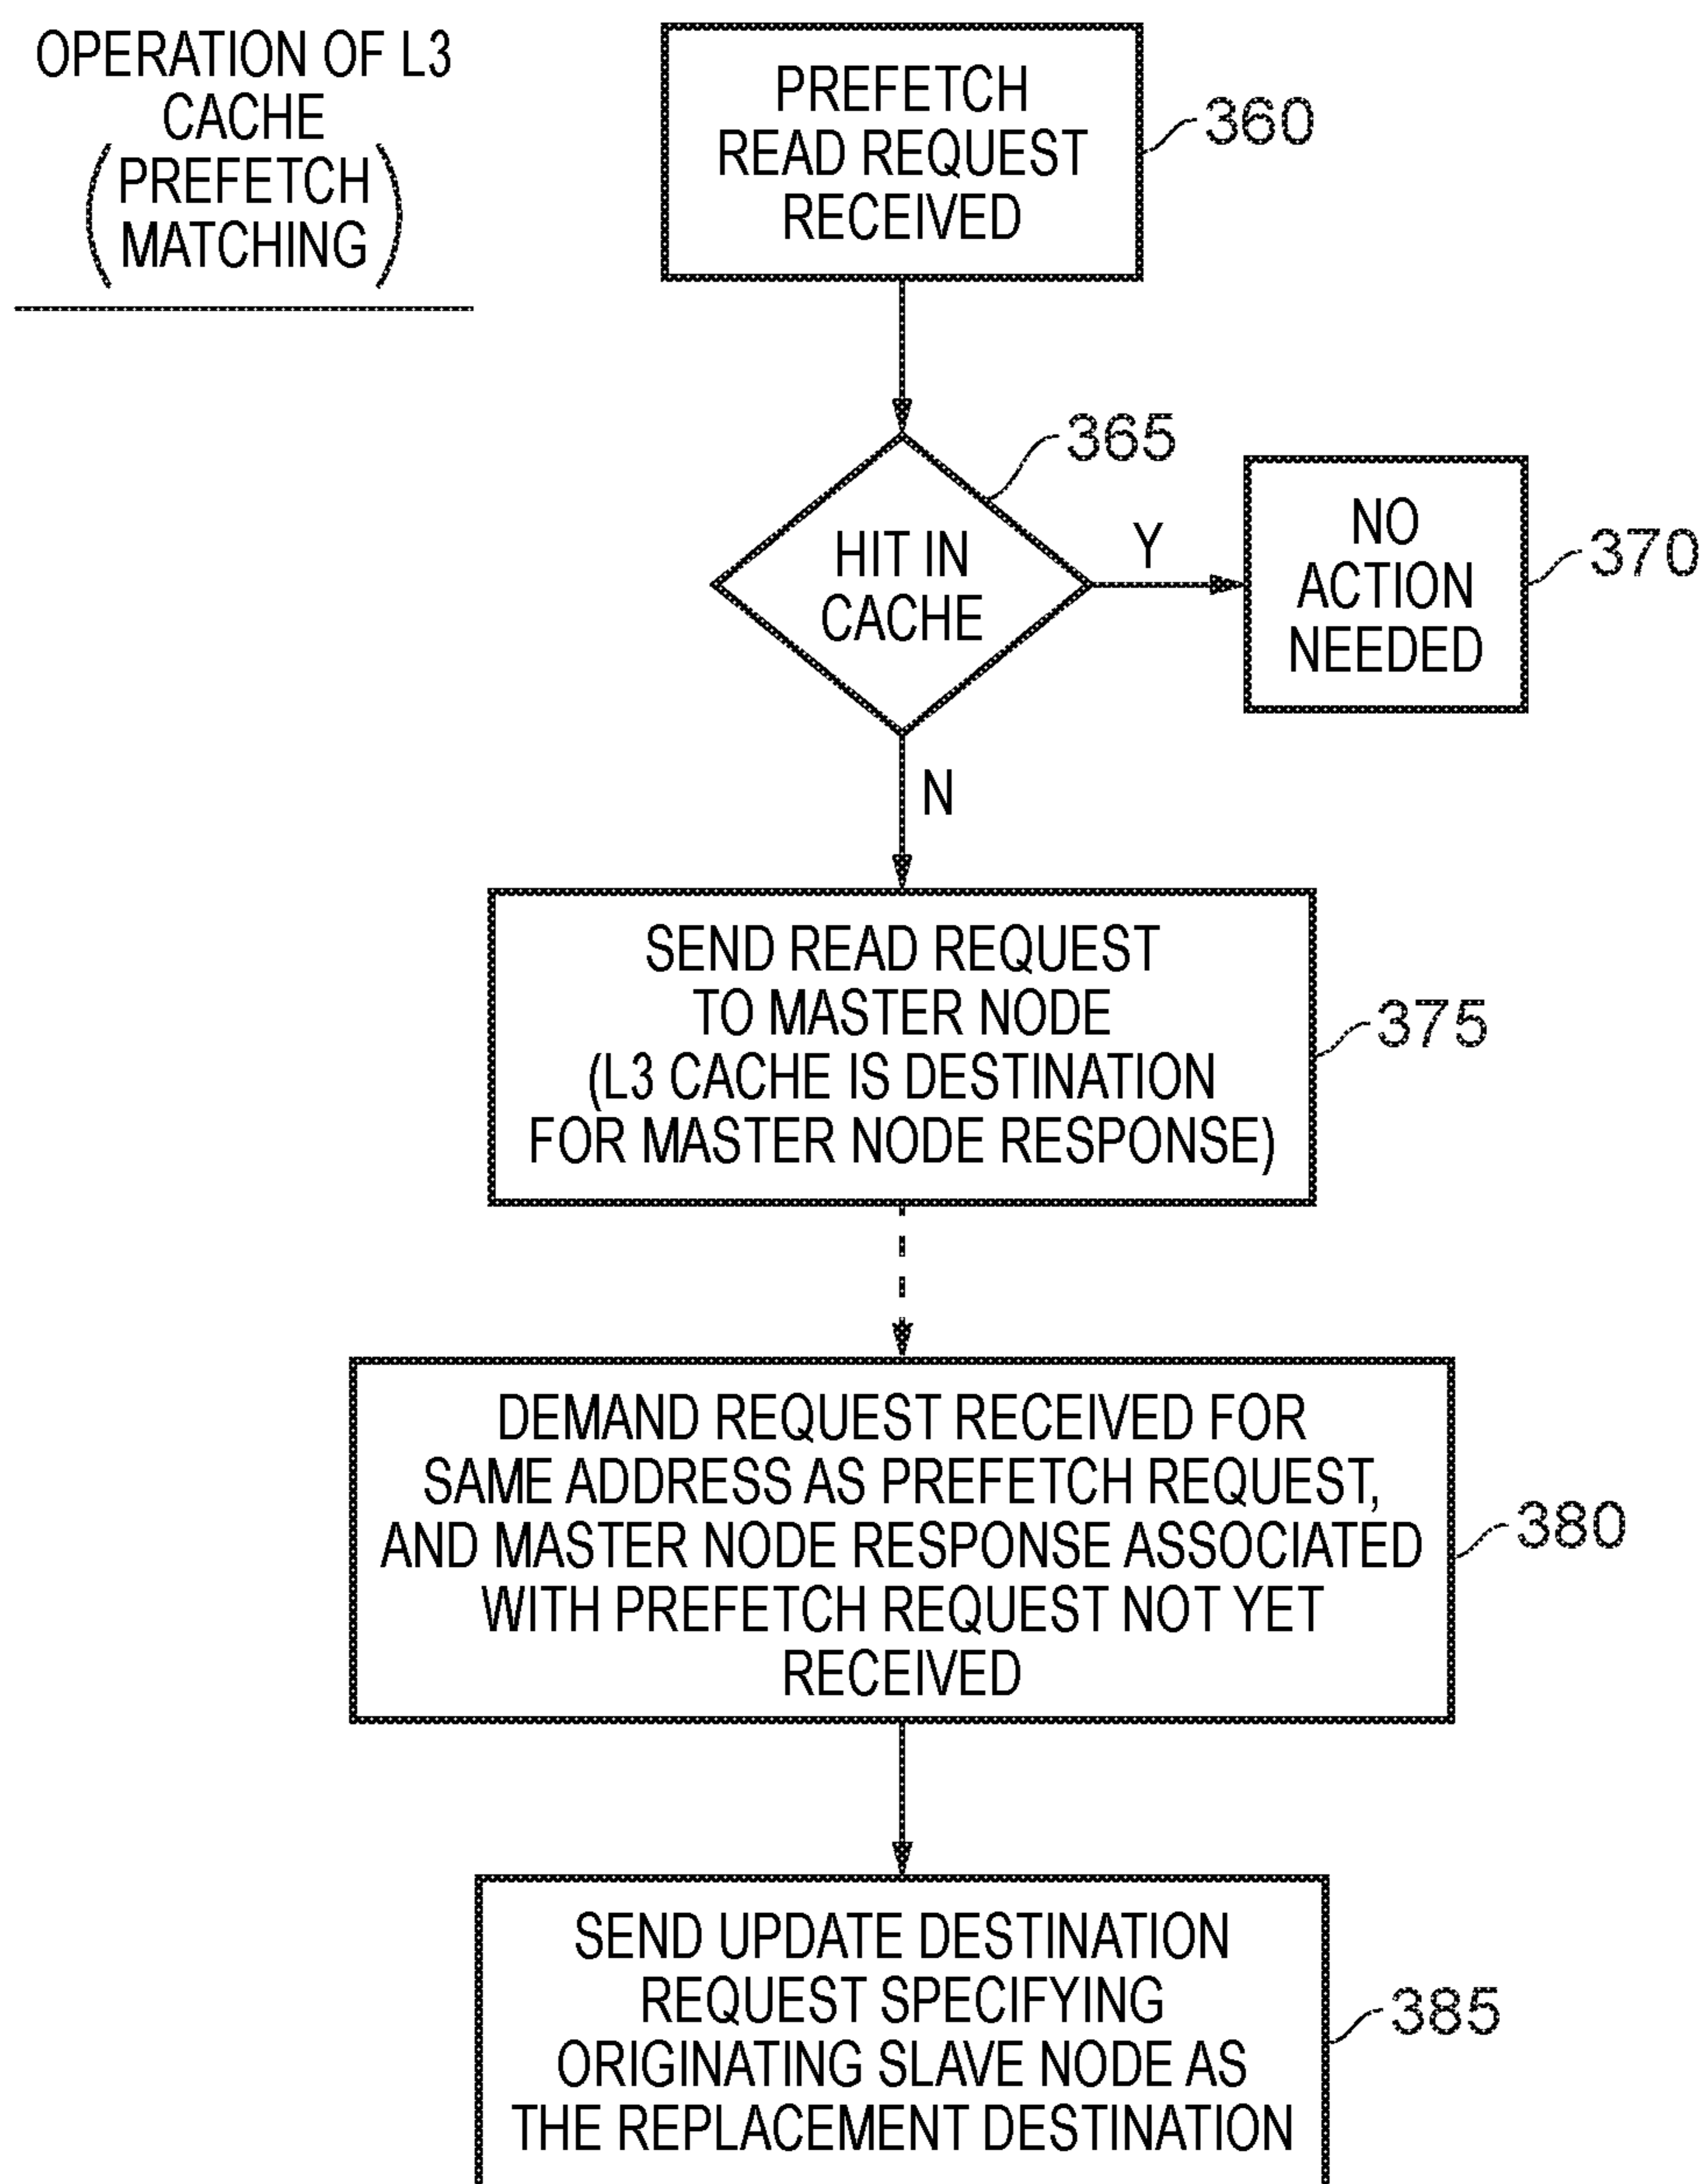 OPERATION OF L3
CACHE
(PREFETCH
MATCHING)
PREFETCH
READ REQUEST
RECEIVED
360
HIT IN
CACHE
365
Y
NO
ACTION
NEEDED
370
N
SEND READ REQUEST
TO MASTER NODE
(L3 CACHE IS DESTINATION
FOR MASTER NODE RESPONSE)
375
DEMAND REQUEST RECEIVED FOR
SAME ADDRESS AS PREFETCH REQUEST,
AND MASTER NODE RESPONSE ASSOCIATED
WITH PREFETCH REQUEST NOT YET
RECEIVED
380
SEND UPDATE DESTINATION
REQUEST SPECIFYING
ORIGINATING SLAVE NODE AS
THE REPLACEMENT DESTINATION
385